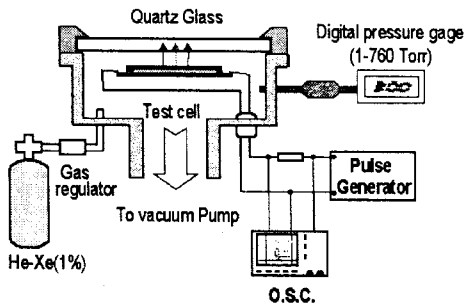 Quartz Glass
Digital pressure gage
(1-760 Torr)
Test cell
Gas
regulator
Pulse
Generator
To vacuum Pump
He-Xe(1%)
O.S.C.